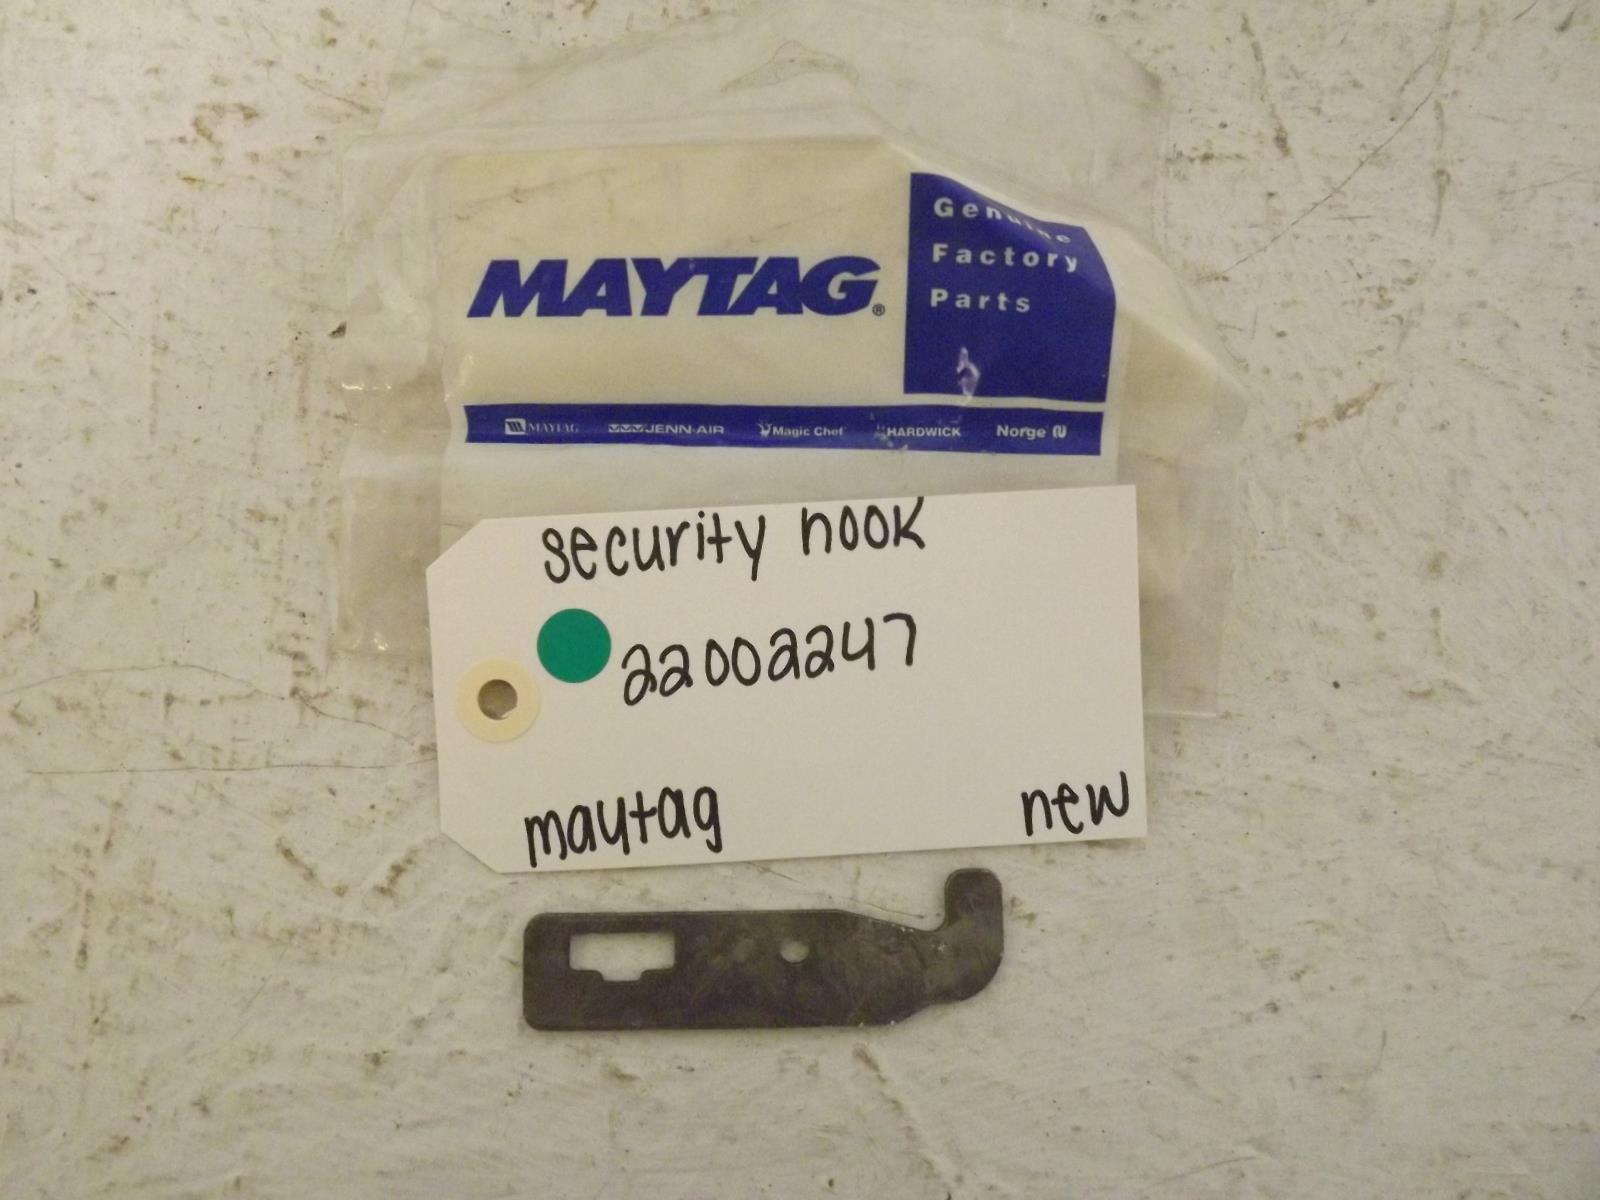 Genuine
Factory
Parts
MAYTAG®
MAYTAG JENN-AIR Magic Chef HARDWICK Norge
security hook
22002247
maytag new